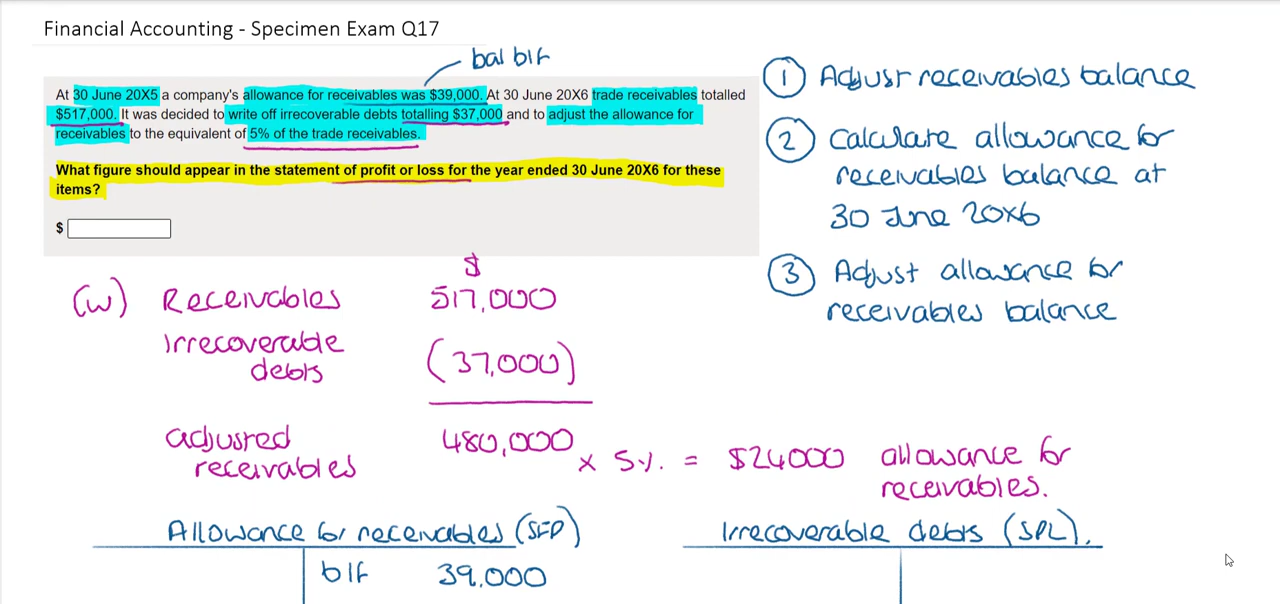 Financial Accounting - Specimen Exam Q17
bal b/f
At 30 June 20X5 a company's allowance for receivables was $39,000. At 30 June 20X6 trade receivables totalled
$517,000. It was decided to write off irrecoverable debts totalling $37,000 and to adjust the allowance for
receivables to the equivalent of 5% of the trade receivables.
What figure should appear in the statement of profit or loss for the year ended 30 June 20X6 for these
items?
$
① Adjust receivables balance
② Calculate allowance for
receivables balance at
30 June 20X6
③ Adjust allowance for
receivables balance
$
(W) Receivables 517,000
Irrecoverable
debts (37,000)
adjusted
receivables 480,000 × 5% = $24000 allowance for
receivables.
Allowance for receivables (SFP)
b/f 39,000
Irrecoverable debts (SPL).